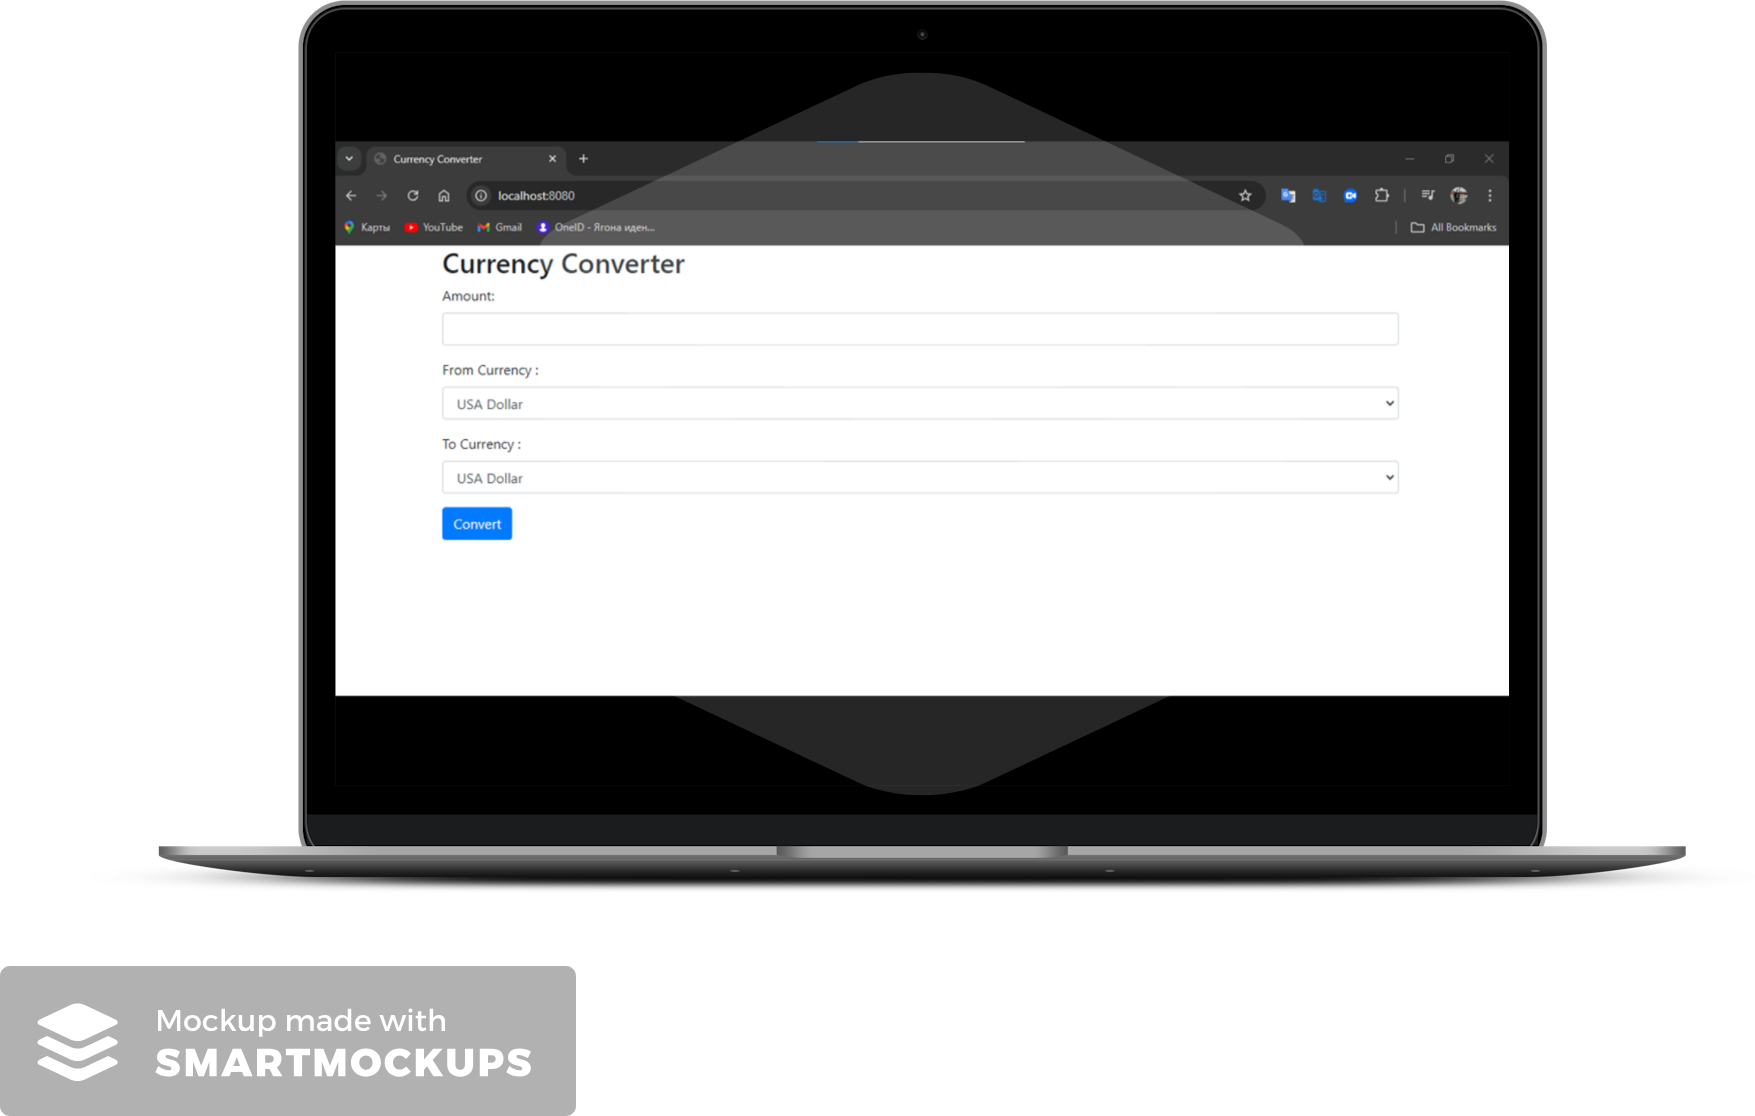 Currency Converter
localhost:8080
Карты YouTube Gmail OneID - Ягона иден... All Bookmarks
Currency Converter
Amount:
From Currency :
USA Dollar
To Currency :
USA Dollar
Convert
Mockup made with
SMARTMOCKUPS